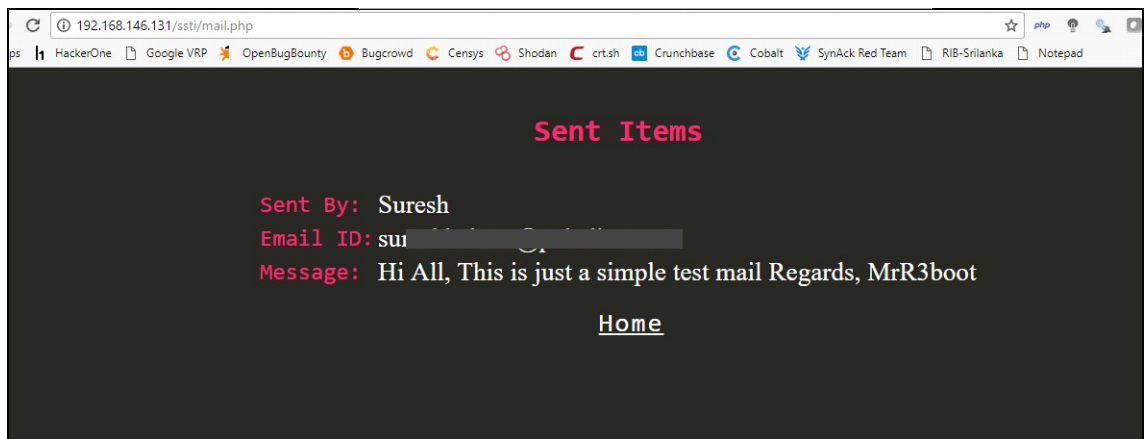 192.168.146.131/ssti/mail.php
php
ps HackerOne Google VRP OpenBugBounty Bugcrowd Censys Shodan crt.sh cb Crunchbase Cobalt SynAck Red Team RIB-Srilanka Notepad
Sent Items
Sent By: Suresh
Email ID:
Message: Hi All, This is just a simple test mail Regards, MrR3boot
Home